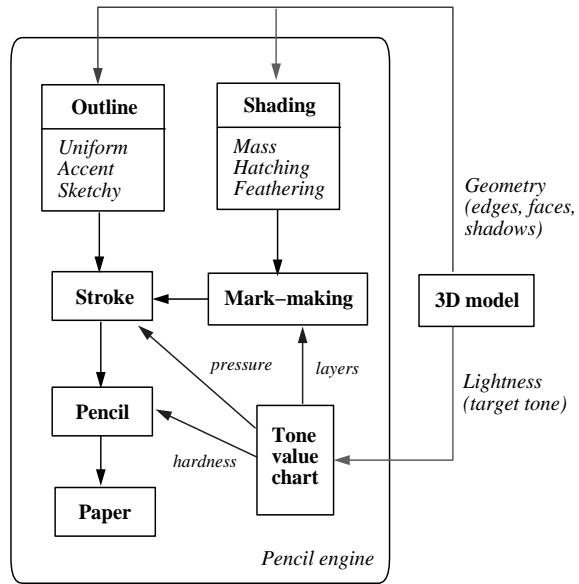 Outline
Uniform
Accent
Sketchy
Shading
Mass
Hatching
Feathering
Geometry
(edges, faces,
shadows)
Stroke
Mark−making
3D model
pressure
layers
Lightness
(target tone)
Pencil
hardness
Tone
value
chart
Paper
Pencil engine